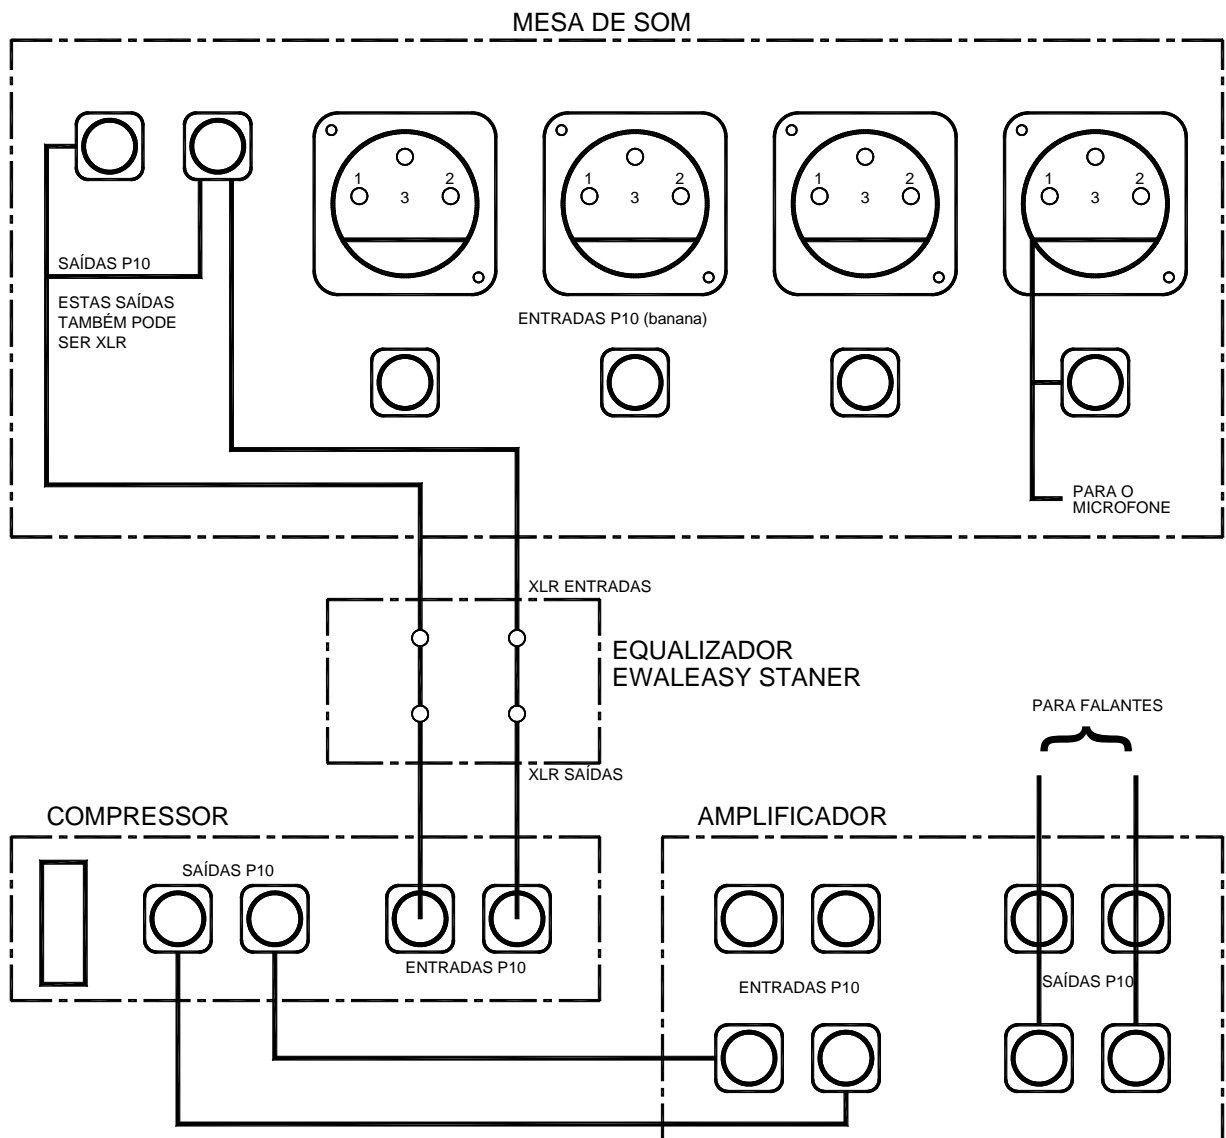 MESA DE SOM
1 2
3
1 2
3
1 2
3
1 2
3
SAÍDAS P10
ESTAS SAÍDAS
TAMBÉM PODE
SER XLR
ENTRADAS P10 (banana)
PARA O
MICROFONE
XLR ENTRADAS
EQUALIZADOR
EWALEASY STANER
XLR SAÍDAS
PARA FALANTES
COMPRESSOR
SAÍDAS P10
ENTRADAS P10
AMPLIFICADOR
ENTRADAS P10
SAÍDAS P10